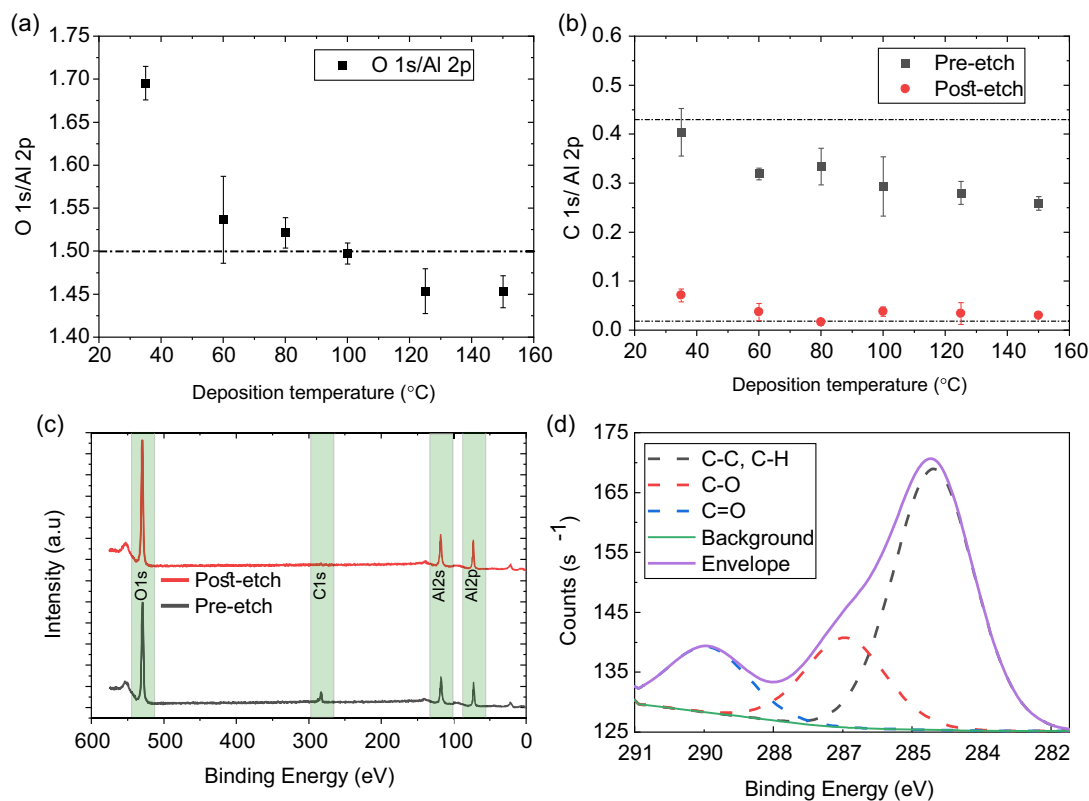 (a)
1.75
1.70
1.65
1.60
1.55
1.50
1.45
1.40
O 1s/Al 2p
O 1s/Al 2p
20 40 60 80 100 120 140 160
Deposition temperature (°C)
(b)
0.6
0.5
0.4
0.3
0.2
0.1
0.0
C 1s/ Al 2p
Pre-etch
Post-etch
20 40 60 80 100 120 140 160
Deposition temperature (°C)
(c)
Intensity (a.u)
O1s
C1s
Al2s
Al2p
Post-etch
Pre-etch
600 500 400 300 200 100 0
Binding Energy (eV)
(d)
175
165
155
145
135
125
Counts (s⁻¹)
C-C, C-H
C-O
C=O
Background
Envelope
291 290 288 287 285 284 282
Binding Energy (eV)